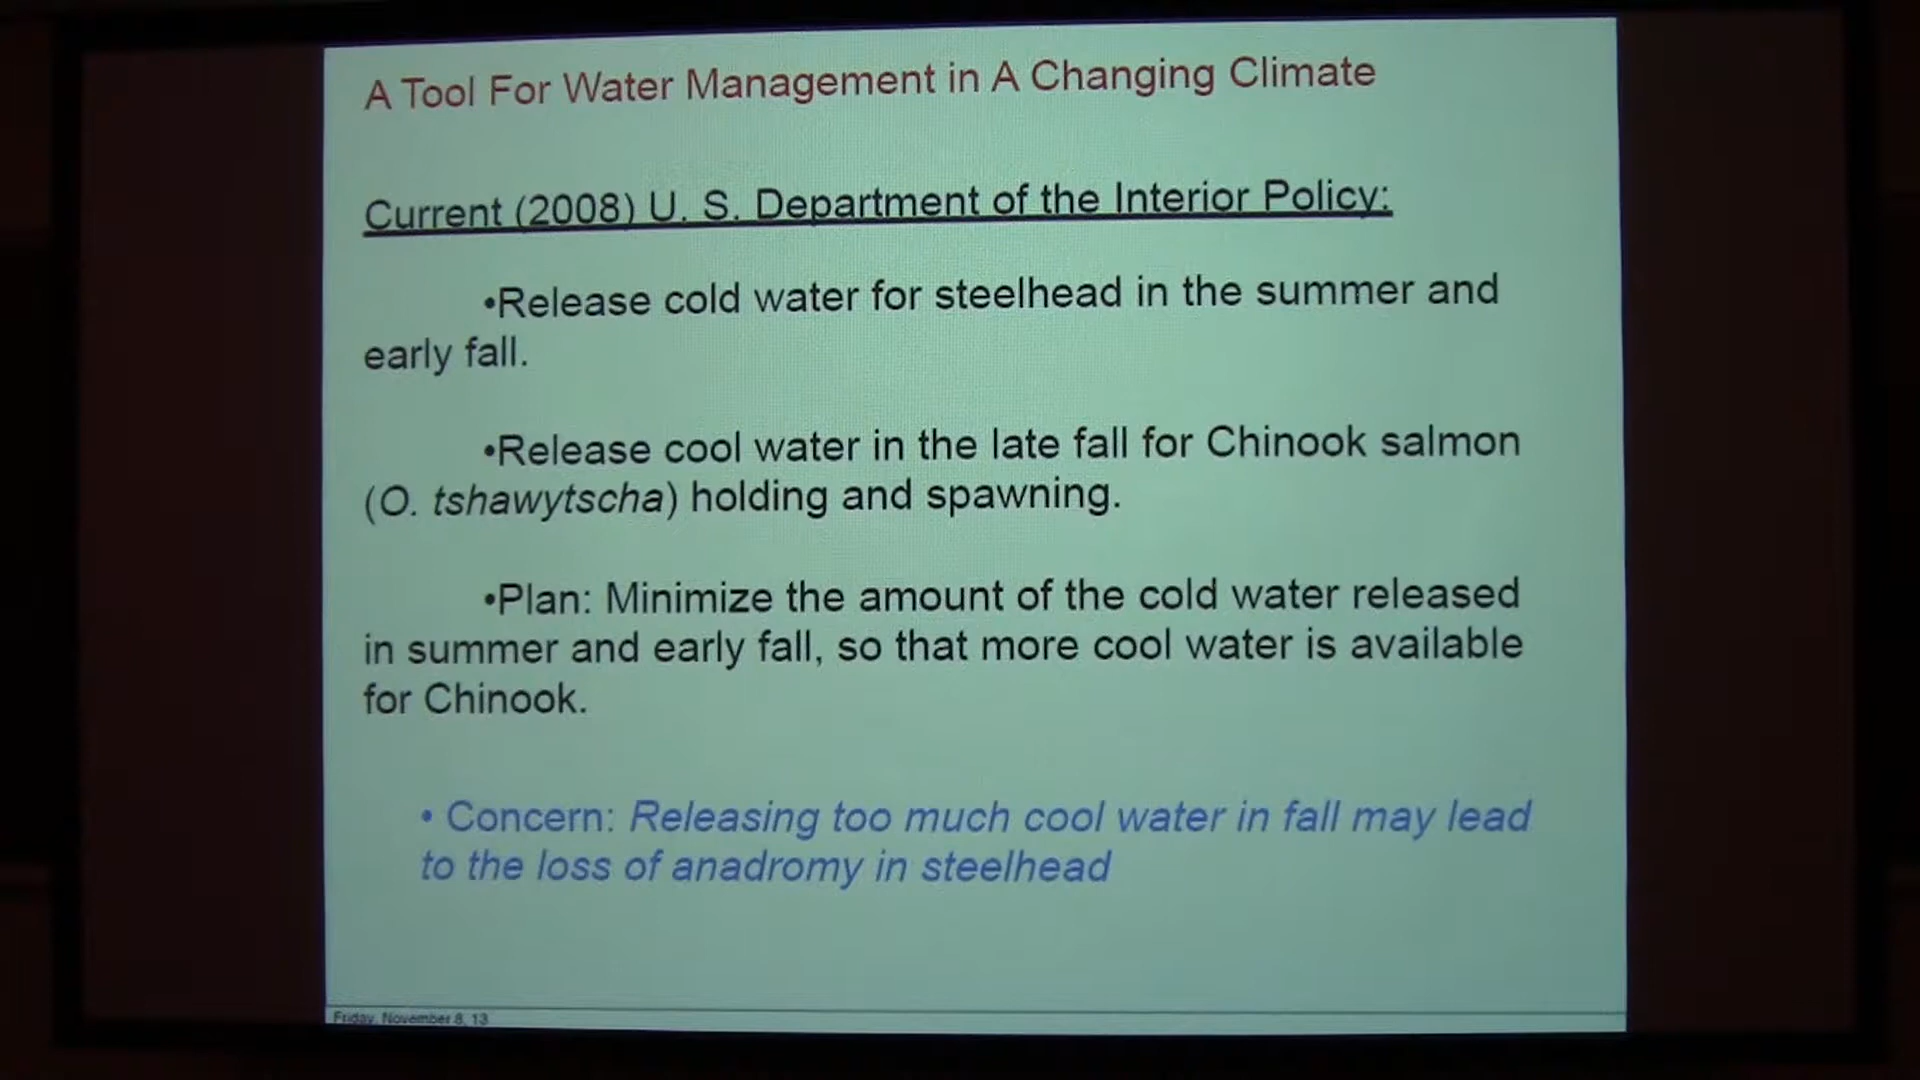 A Tool For Water Management in A Changing Climate
Current (2008) U. S. Department of the Interior Policy:
•Release cold water for steelhead in the summer and
early fall.
•Release cool water in the late fall for Chinook salmon
(O. tshawytscha) holding and spawning.
•Plan: Minimize the amount of the cold water released
in summer and early fall, so that more cool water is available
for Chinook.
• Concern: Releasing too much cool water in fall may lead
to the loss of anadromy in steelhead
Friday, November 8, 13